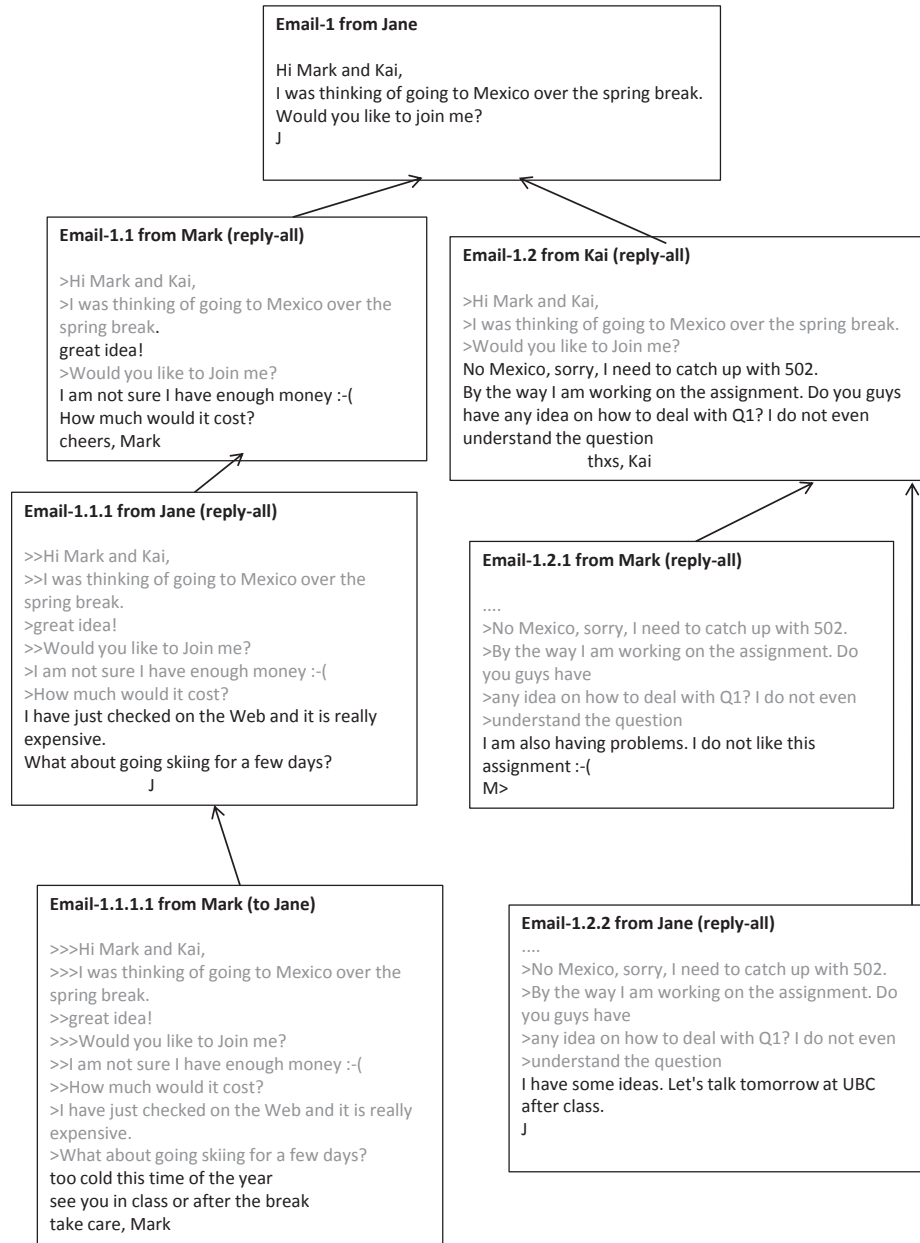 Email-1 from Jane
Hi Mark and Kai,
I was thinking of going to Mexico over the spring break.
Would you like to join me?
J
Email-1.1 from Mark (reply-all)
>Hi Mark and Kai,
>I was thinking of going to Mexico over the
spring break.
great idea!
>Would you like to Join me?
I am not sure I have enough money :-(
How much would it cost?
cheers, Mark
Email-1.2 from Kai (reply-all)
>Hi Mark and Kai,
>I was thinking of going to Mexico over the spring break.
>Would you like to Join me?
No Mexico, sorry, I need to catch up with 502.
By the way I am working on the assignment. Do you guys
have any idea on how to deal with Q1? I do not even
understand the question
thxs, Kai
Email-1.1.1 from Jane (reply-all)
>>Hi Mark and Kai,
>>I was thinking of going to Mexico over the
spring break.
>great idea!
>>Would you like to Join me?
>I am not sure I have enough money :-(
>How much would it cost?
I have just checked on the Web and it is really
expensive.
What about going skiing for a few days?
J
Email-1.2.1 from Mark (reply-all)
....
>No Mexico, sorry, I need to catch up with 502.
>By the way I am working on the assignment. Do
you guys have
>any idea on how to deal with Q1? I do not even
>understand the question
I am also having problems. I do not like this
assignment :-(
M>
Email-1.1.1.1 from Mark (to Jane)
>>>Hi Mark and Kai,
>>>I was thinking of going to Mexico over the
spring break.
>>great idea!
>>>Would you like to Join me?
>>I am not sure I have enough money :-(
>>How much would it cost?
>I have just checked on the Web and it is really
expensive.
>What about going skiing for a few days?
too cold this time of the year
see you in class or after the break
take care, Mark
Email-1.2.2 from Jane (reply-all)
....
>No Mexico, sorry, I need to catch up with 502.
>By the way I am working on the assignment. Do
you guys have
>any idea on how to deal with Q1? I do not even
>understand the question
I have some ideas. Let's talk tomorrow at UBC
after class.
J